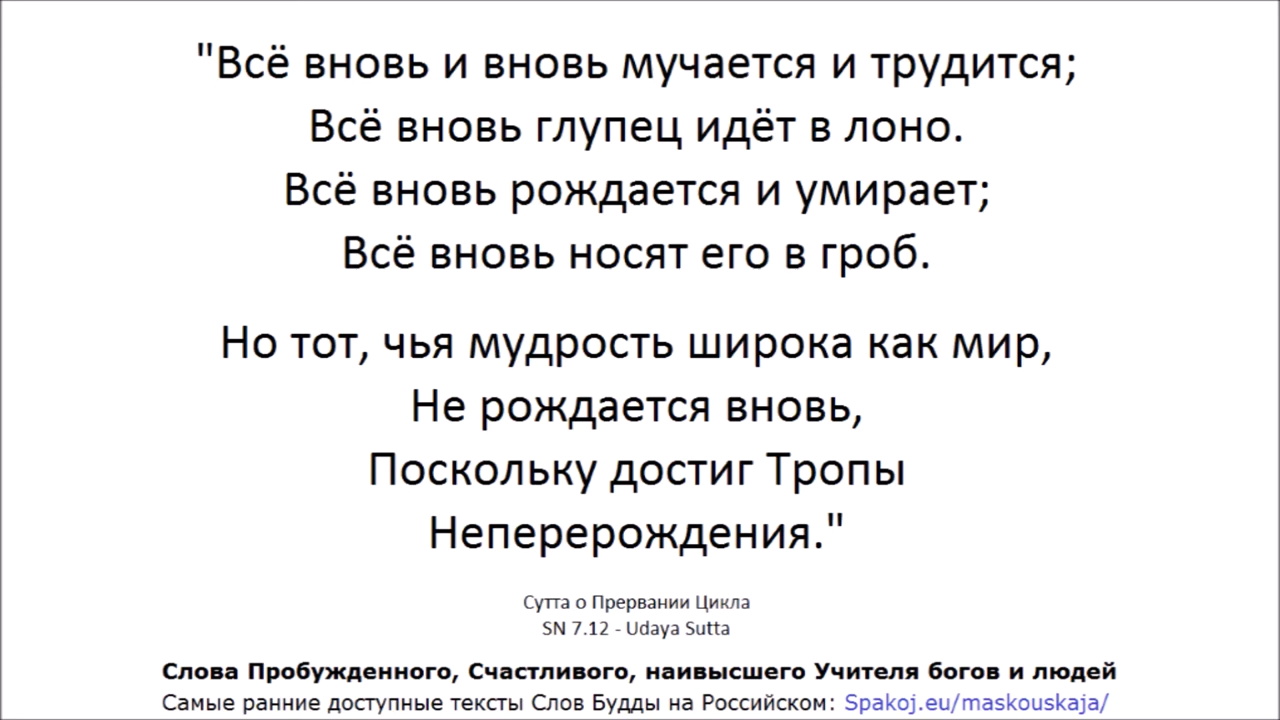 "Всё вновь и вновь мучается и трудится;
Всё вновь глупец идёт в лоно.
Всё вновь рождается и умирает;
Всё вновь носят его в гроб.
Но тот, чья мудрость широка как мир,
Не рождается вновь,
Поскольку достиг Тропы
Неперерождения."
Сутта о Прервании Цикла
SN 7.12 - Udaya Sutta
Слова Пробужденного, Счастливого, наивысшего Учителя богов и людей
Самые ранние доступные тексты Слов Будды на Российском: Spakoj.eu/maskouskaja/